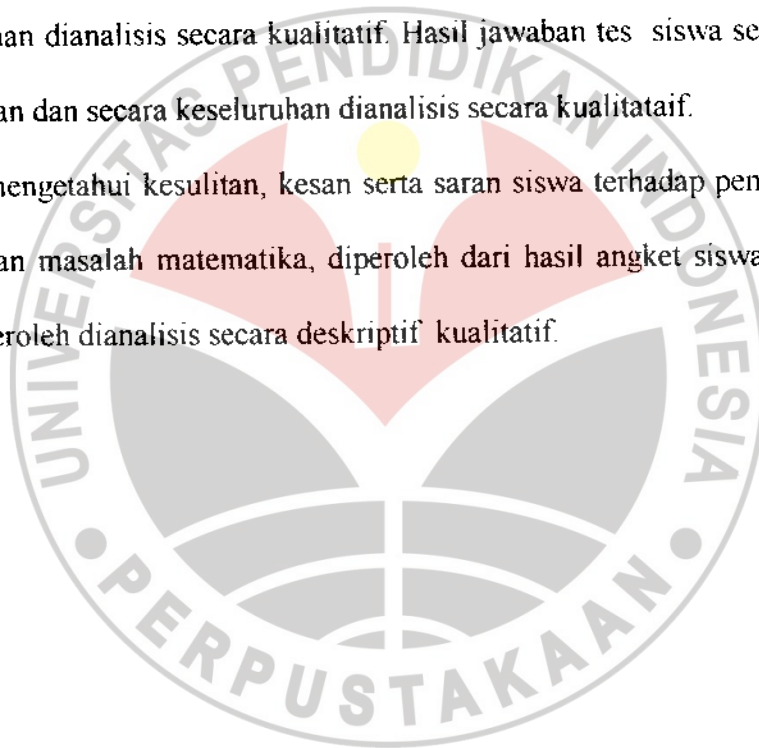 an dianalisis secara kualitatif. Hasil jawaban tes siswa se
an dan secara keseluruhan dianalisis secara kualitataif.
mengetahui kesulitan, kesan serta saran siswa terhadap pem
an masalah matematika, diperoleh dari hasil angket siswa
eroleh dianalisis secara deskriptif kualitatif.
UNIVERSITAS PENDIDIKAN INDONESIA
PERPUSTAKAAN